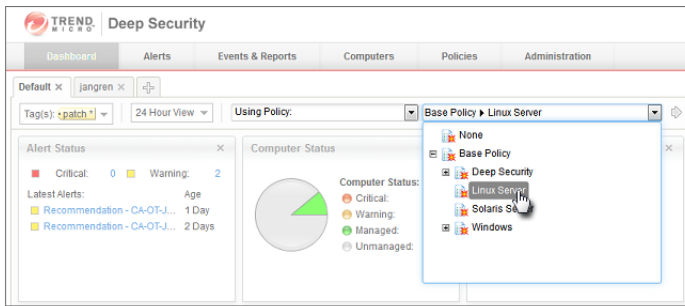 TREND MICRO Deep Security
Dashboard Alerts Events & Reports Computers Policies Administration
Default × jangren ×
Tag(s): patch* 24 Hour View Using Policy: Base Policy Linux Server
Alert Status × Computer Status ×
Critical: 0 Warning: 2
Latest Alerts: Age
Recommendation - CA-OT-J... 1 Day
Recommendation - CA-OT-J... 2 Days
Computer Status:
Critical:
Warning:
Managed:
Unmanaged:
None
Base Policy
Deep Security
Linux Server
Solaris Se
Windows